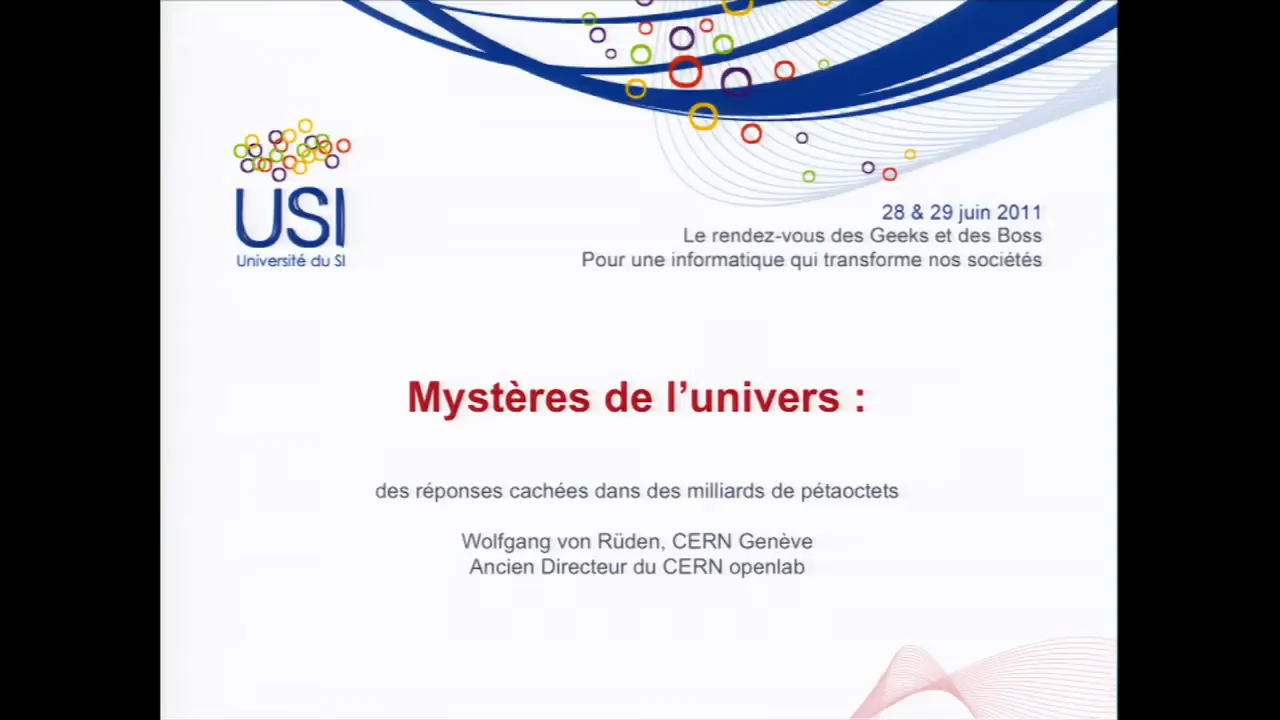 USI
Université du SI
28 & 29 juin 2011
Le rendez-vous des Geeks et des Boss
Pour une informatique qui transforme nos sociétés
Mystères de l’univers :
des réponses cachées dans des milliards de pétaoctets
Wolfgang von Rüden, CERN Genève
Ancien Directeur du CERN openlab